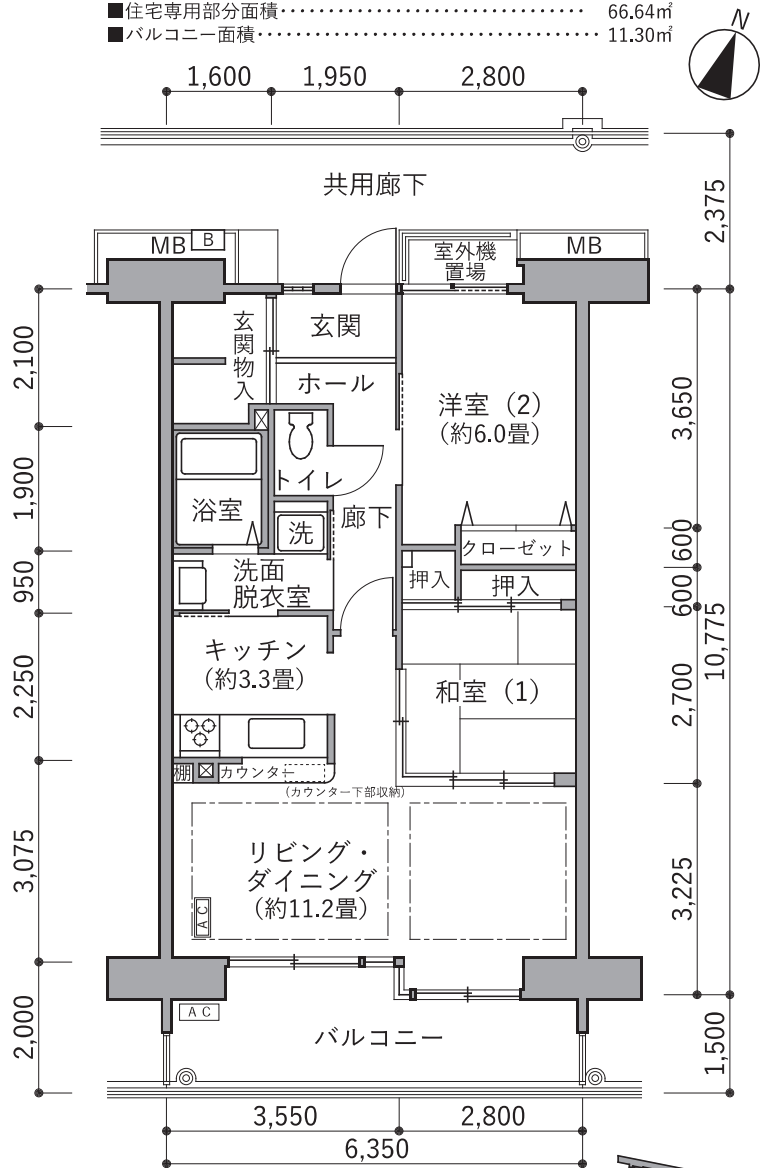 ■住宅専用部分面積・・・・・・・・・・・・・・・・・・・・・・・・・・・・・・・ 66.64㎡
■バルコニー面積・・・・・・・・・・・・・・・・・・・・・・・・・・・・・・・・・ 11.30㎡
N
1,600 1,950 2,800
共用廊下
2,375
MB B
室外機
置場
MB
玄関
玄関物入
ホール
2,100
洋室（2）
（約6.0畳）
3,650
トイレ
浴室
洗
廊下
1,900
クローゼット
600
押入
押入
600
洗面
脱衣室
950
10,775
キッチン
（約3.3畳）
2,250
和室（1）
2,700
棚
カウンター
（カウンター下部収納）
リビング・
ダイニング
（約11.2畳）
AC
3,075
3,225
AC
バルコニー
2,000
1,500
3,550 2,800
6,350